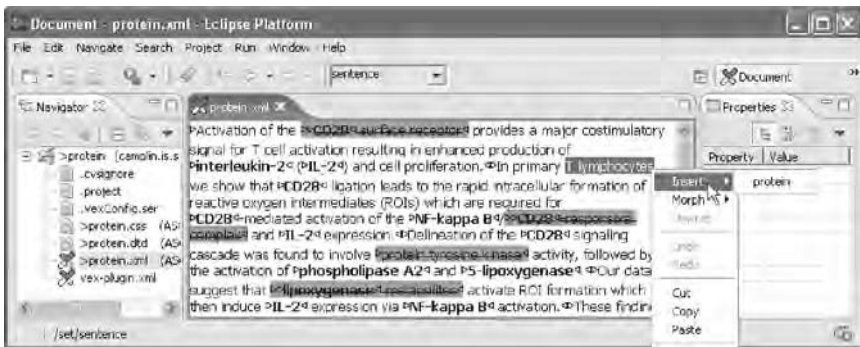 Document - protein.xml - Eclipse Platform
File Edit Navigate Search Project Run Window Help
sentence
Document
Navigator
protein.xml
Properties
>protein [camolin.is.s
.cvsignore
.project
.vexConfig.ser
>protein.css (AS
>protein.dtd (AS
>protein.xml (AS
vex-plugin.xml
Activation of the CD28 surface receptor provides a major costimulatory
signal for T cell activation resulting in enhanced production of
interleukin-2 (IL-2) and cell proliferation. In primary T lymphocytes
we show that CD28 ligation leads to the rapid intracellular formation of
reactive oxygen intermediates (ROIs) which are required for
CD28-mediated activation of the NF-kappa B/CD28-responsive
complex and IL-2 expression. Delineation of the CD28 signaling
cascade was found to involve protein tyrosine kinase activity, followed by
the activation of phospholipase A2 and 5-lipoxygenase. Our data
suggest that lipoxygenase metabolites activate ROI formation which
then induce IL-2 expression via NF-kappa B activation. These findin
Property Value
protein
Insert
Morph
Undo
Redo
Cut
Copy
Paste
/set/sentence